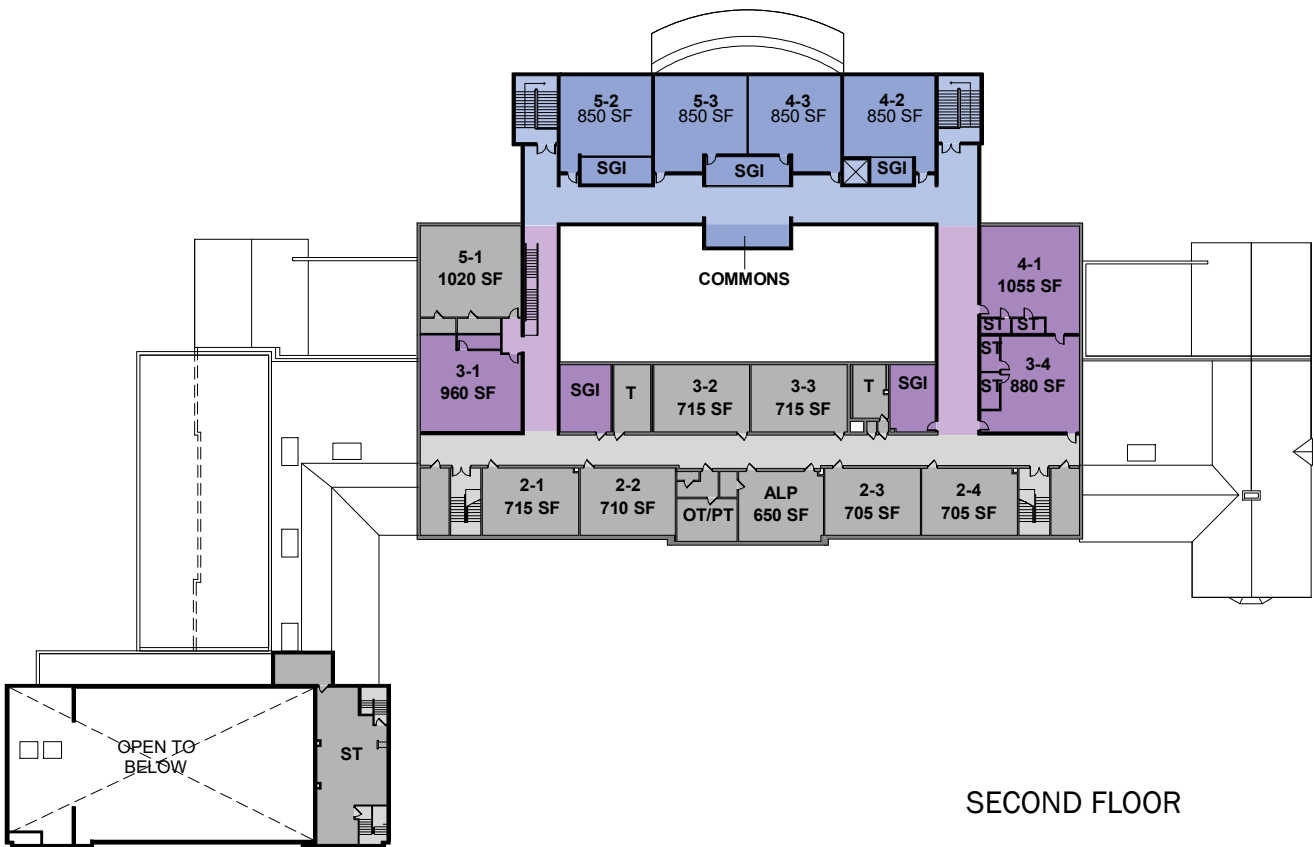 5-2
850 SF
5-3
850 SF
4-3
850 SF
4-2
850 SF
SGI
SGI
SGI
5-1
1020 SF
COMMONS
4-1
1055 SF
ST
ST
3-1
960 SF
SGI
T
3-2
715 SF
3-3
715 SF
T
SGI
ST
ST
3-4
880 SF
2-1
715 SF
2-2
710 SF
OT/PT
ALP
650 SF
2-3
705 SF
2-4
705 SF
OPEN TO
BELOW
ST
SECOND FLOOR